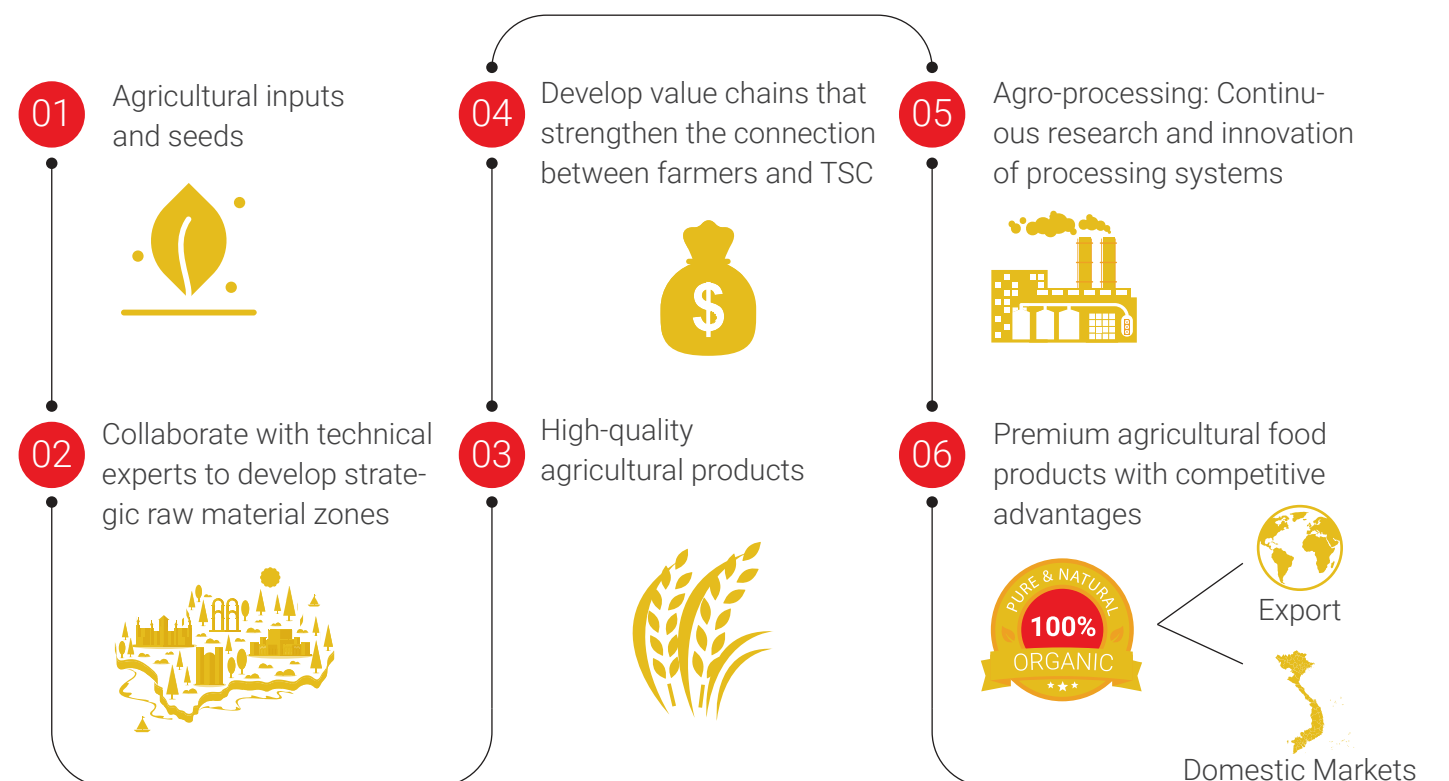 01
Agricultural inputs
and seeds
02
Collaborate with technical
experts to develop strate-
gic raw material zones
03
High-quality
agricultural products
04
Develop value chains that
strengthen the connection
between farmers and TSC
$
05
Agro-processing: Continu-
ous research and innovation
of processing systems
06
Premium agricultural food
products with competitive
advantages
PURE & NATURAL
100%
ORGANIC
Export
Domestic Markets